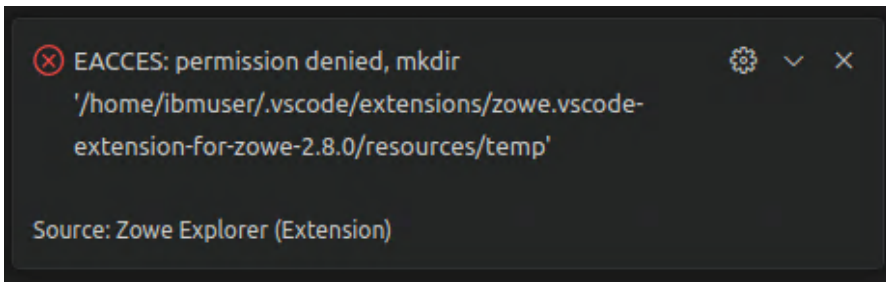 EACCES: permission denied, mkdir
'/home/ibmuser/.vscode/extensions/zowe.vscode-
extension-for-zowe-2.8.0/resources/temp'
Source: Zowe Explorer (Extension)